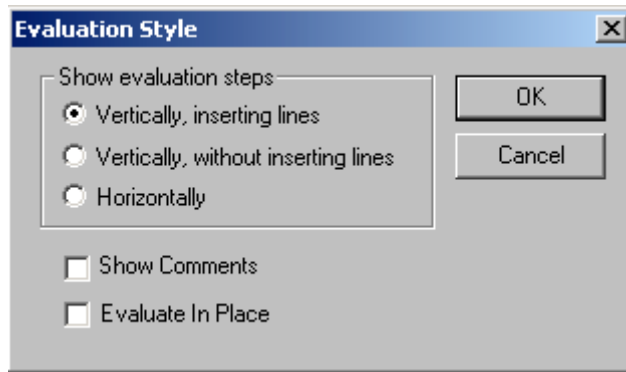 Evaluation Style
Show evaluation steps
Vertically, inserting lines
Vertically, without inserting lines
Horizontally
OK
Cancel
Show Comments
Evaluate In Place